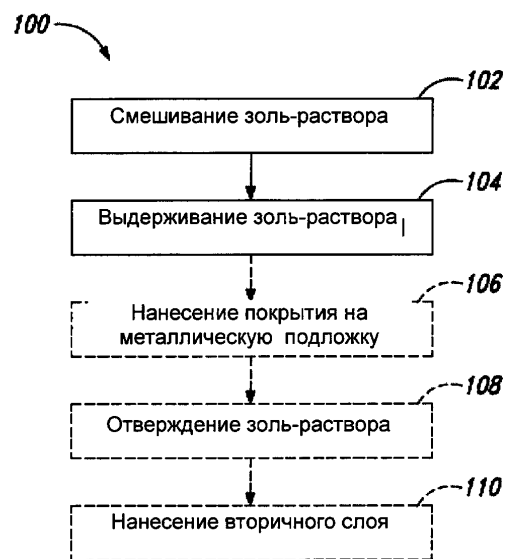 100
102
Смешивание золь-раствора
104
Выдерживание золь-раствора
106
Нанесение покрытия на
металлическую подложку
108
Отверждение золь-раствора
110
Нанесение вторичного слоя